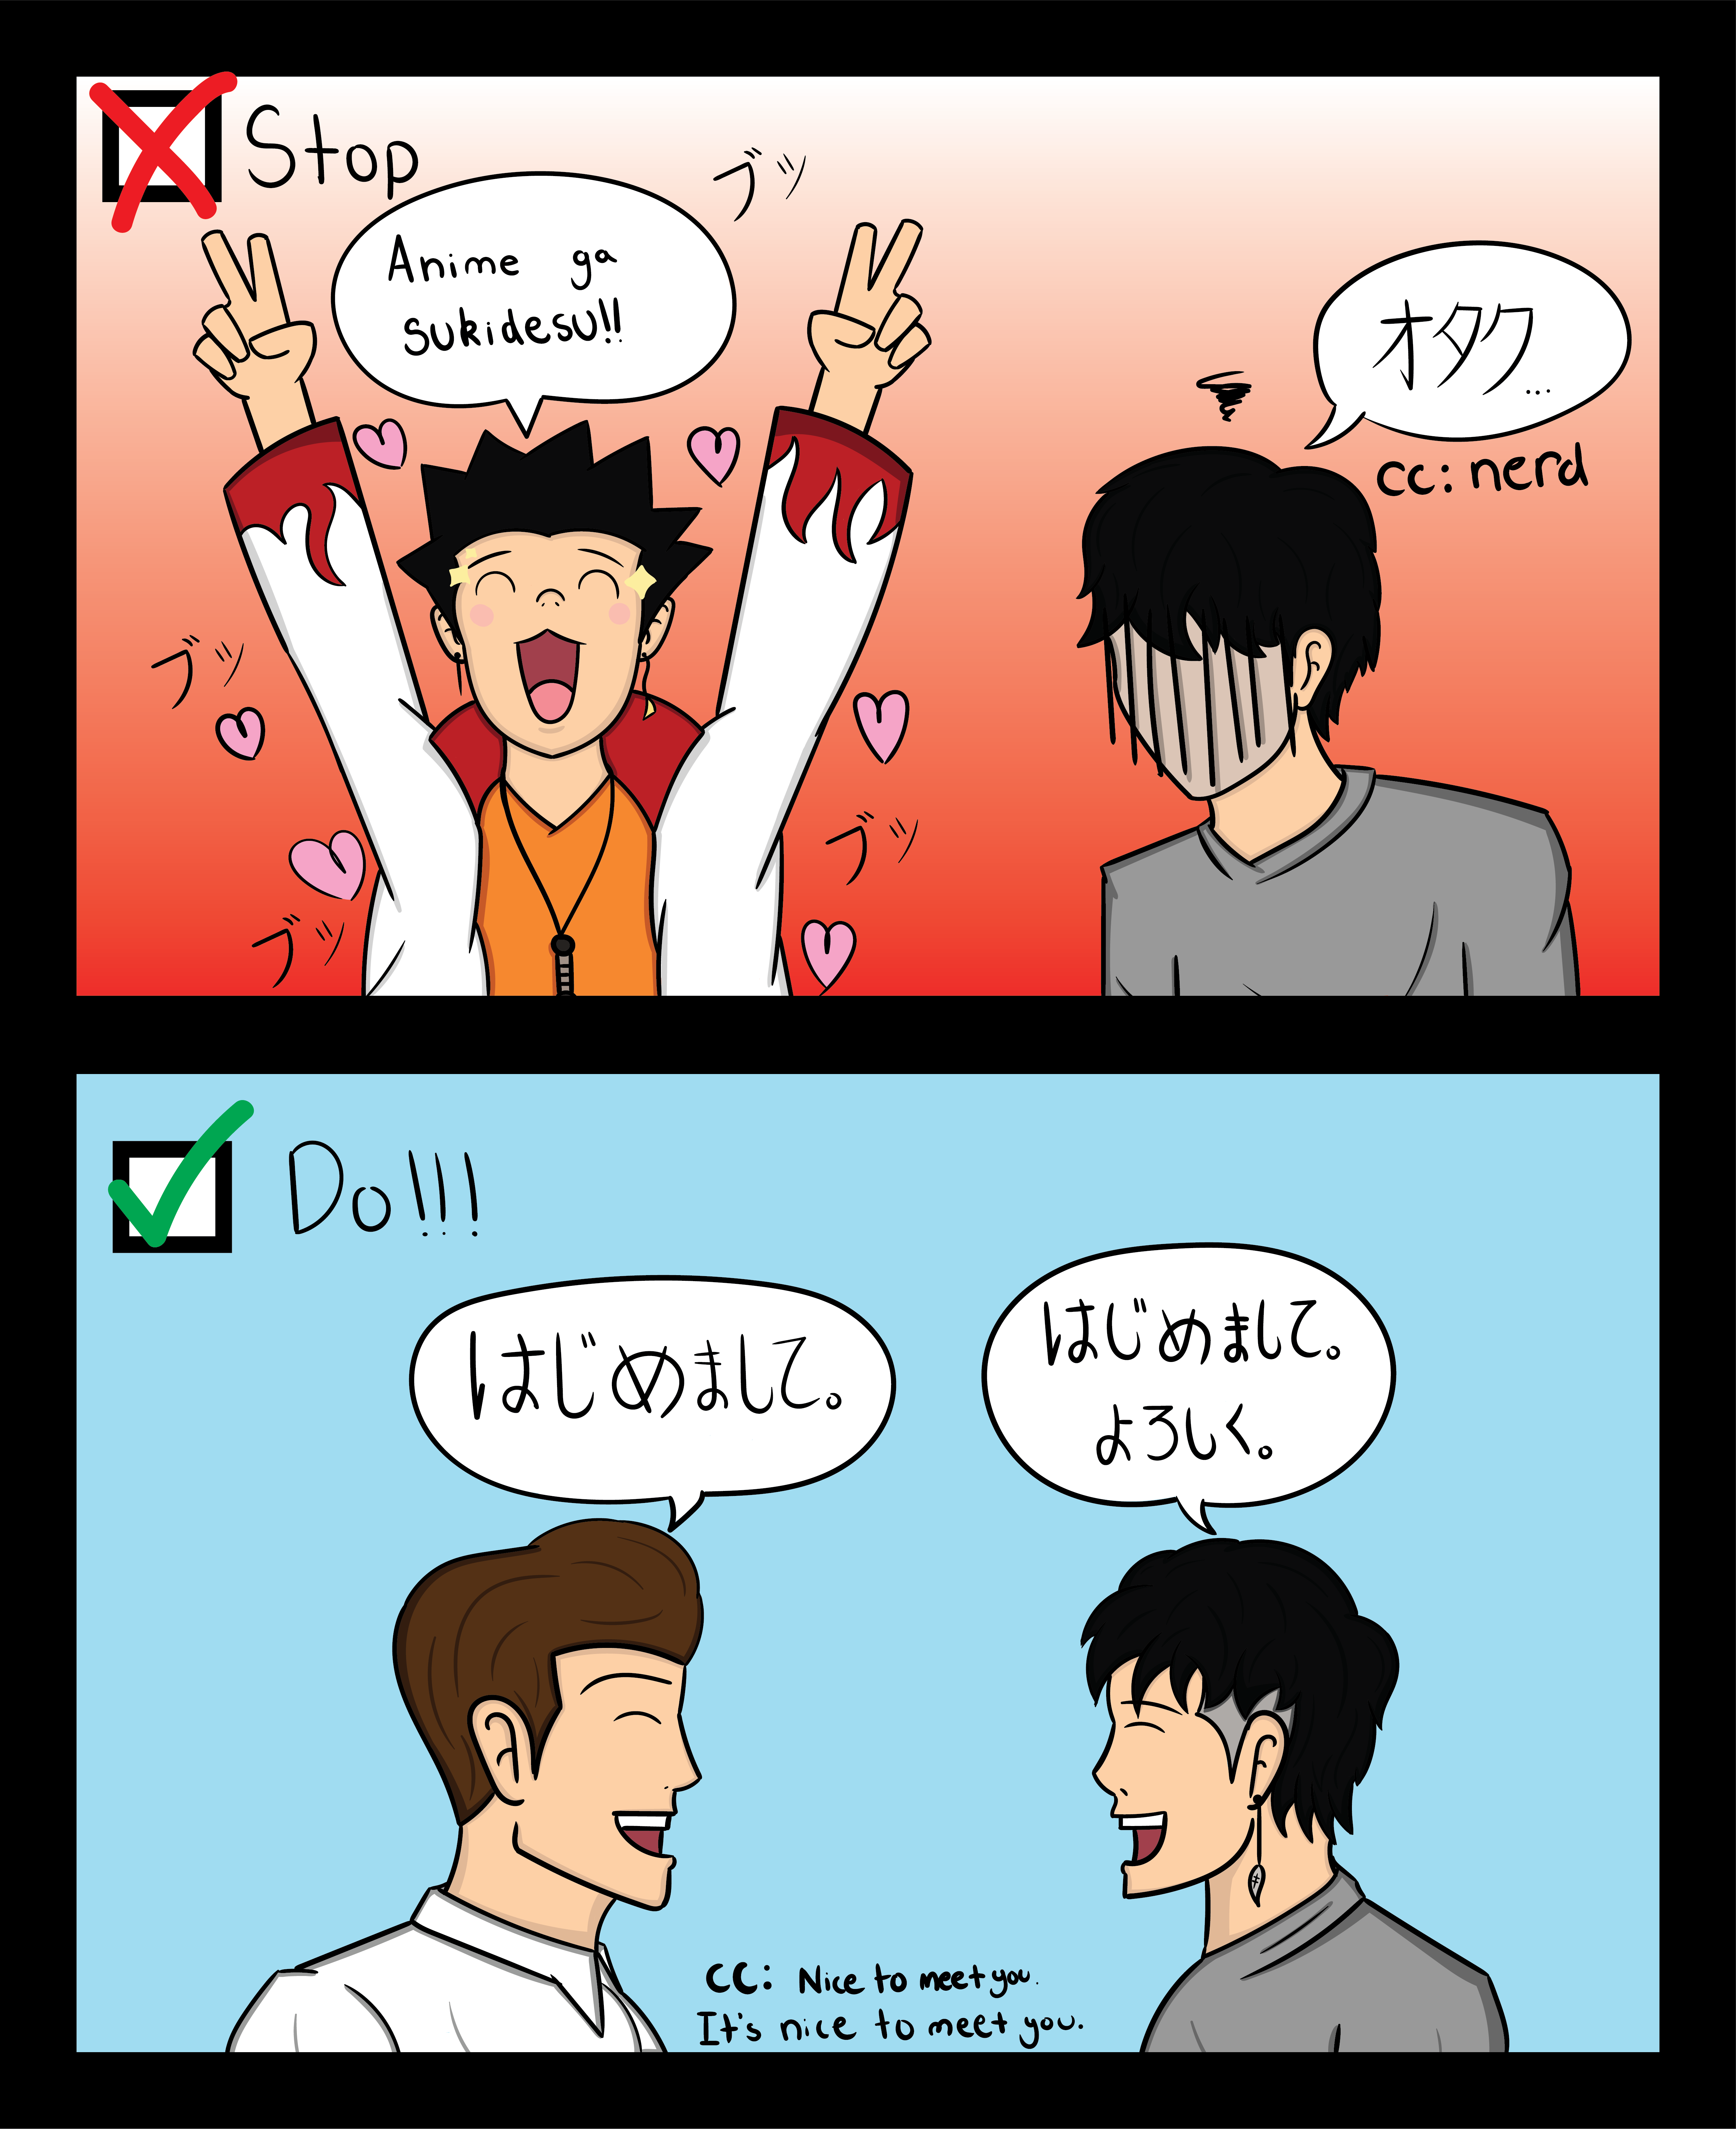 Stop
ブッ
Anime ga
sukidesu!!
オタク...
cc: nerd
ブッ
ブッ
ブッ
Do!!!
はじめまして。
はじめまして。
よろしく。
CC: Nice to meet you.
It's nice to meet you.